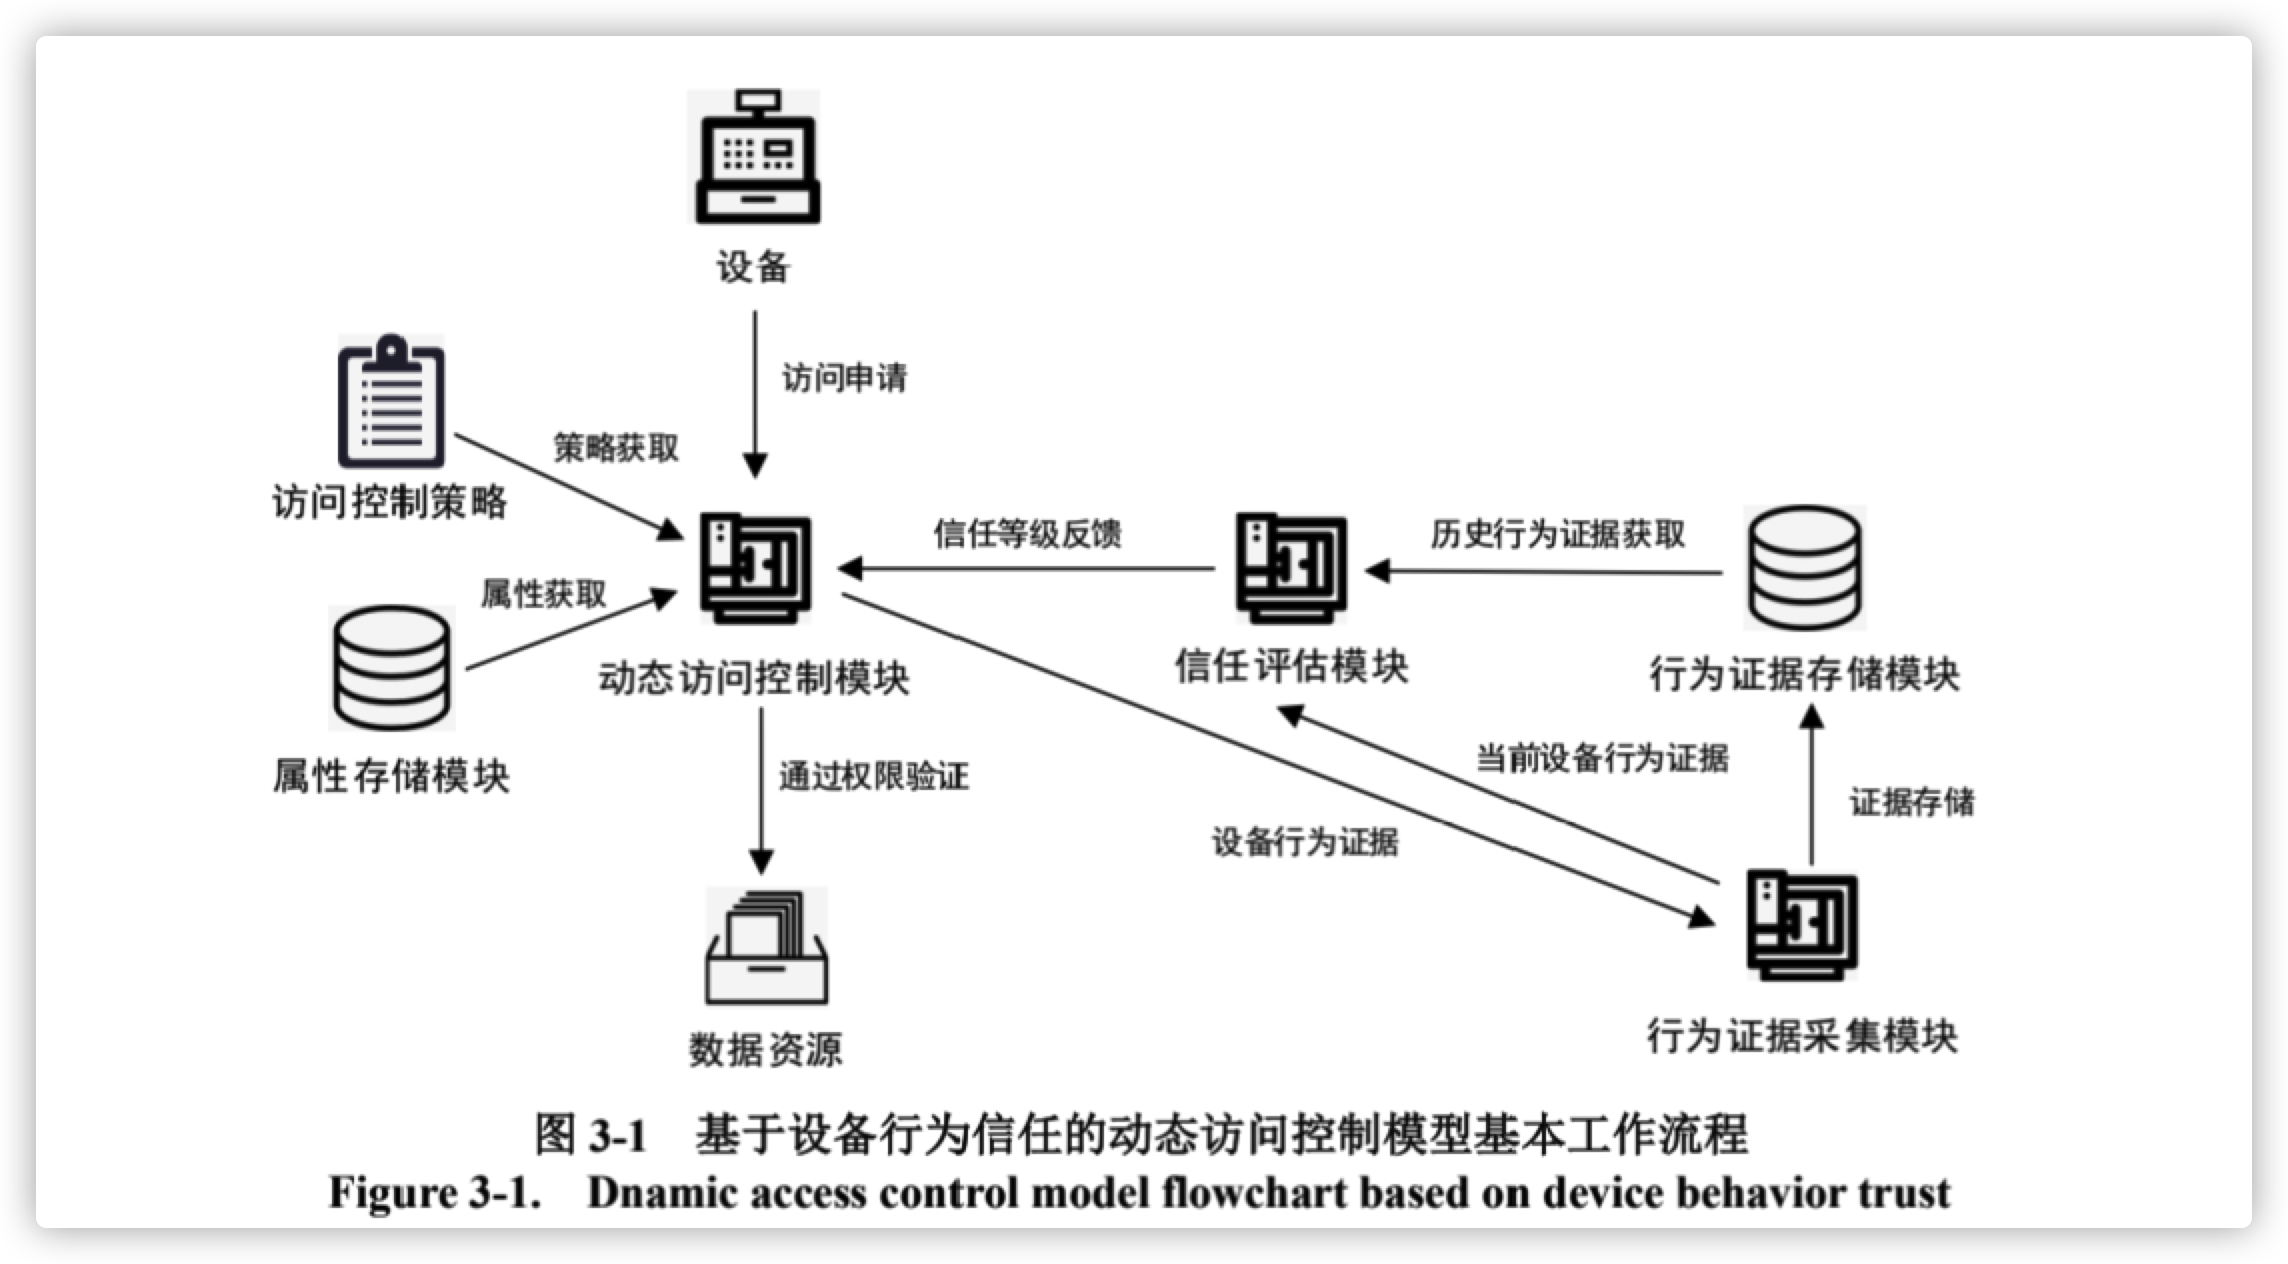 设备
访问申请
策略获取
访问控制策略
信任等级反馈
历史行为证据获取
属性获取
动态访问控制模块
信任评估模块
行为证据存储模块
属性存储模块
通过权限验证
当前设备行为证据
证据存储
设备行为证据
数据资源
行为证据采集模块
图 3-1 基于设备行为信任的动态访问控制模型基本工作流程
Figure 3-1. Dnamic access control model flowchart based on device behavior trust